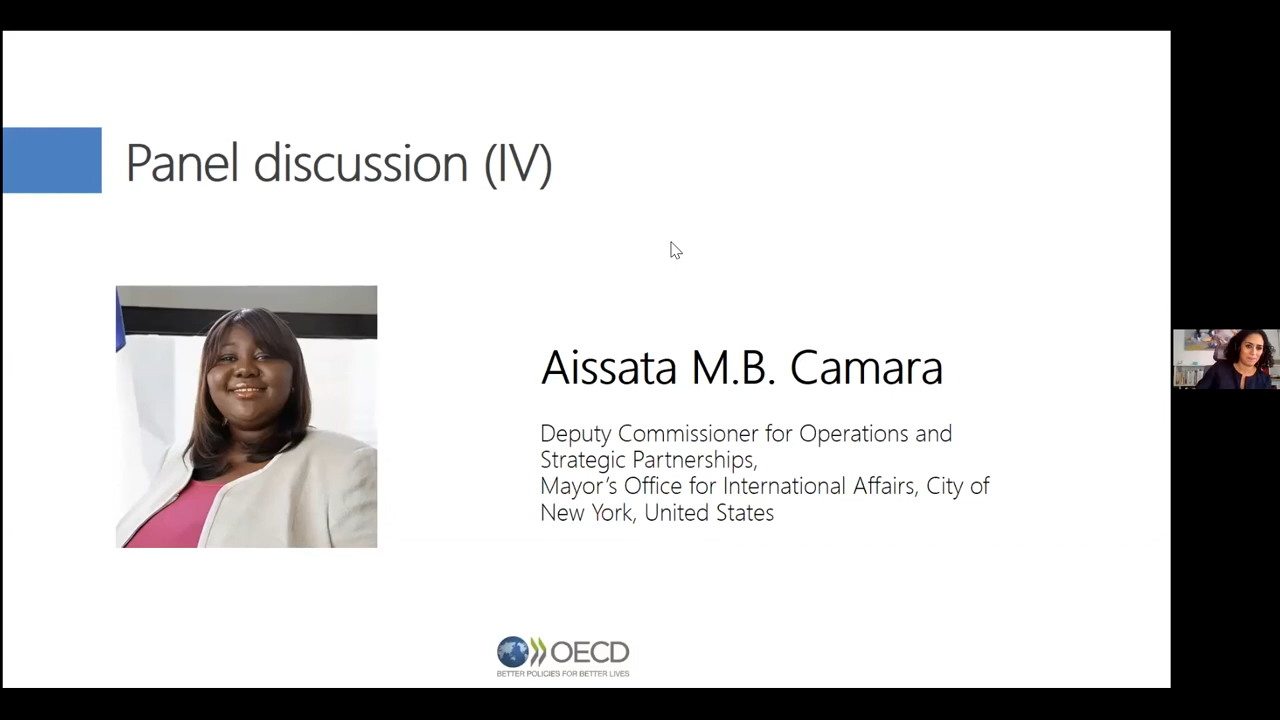 Panel discussion (IV)
Aissata M.B. Camara
Deputy Commissioner for Operations and
Strategic Partnerships,
Mayor’s Office for International Affairs, City of
New York, United States
OECD
BETTER POLICIES FOR BETTER LIVES